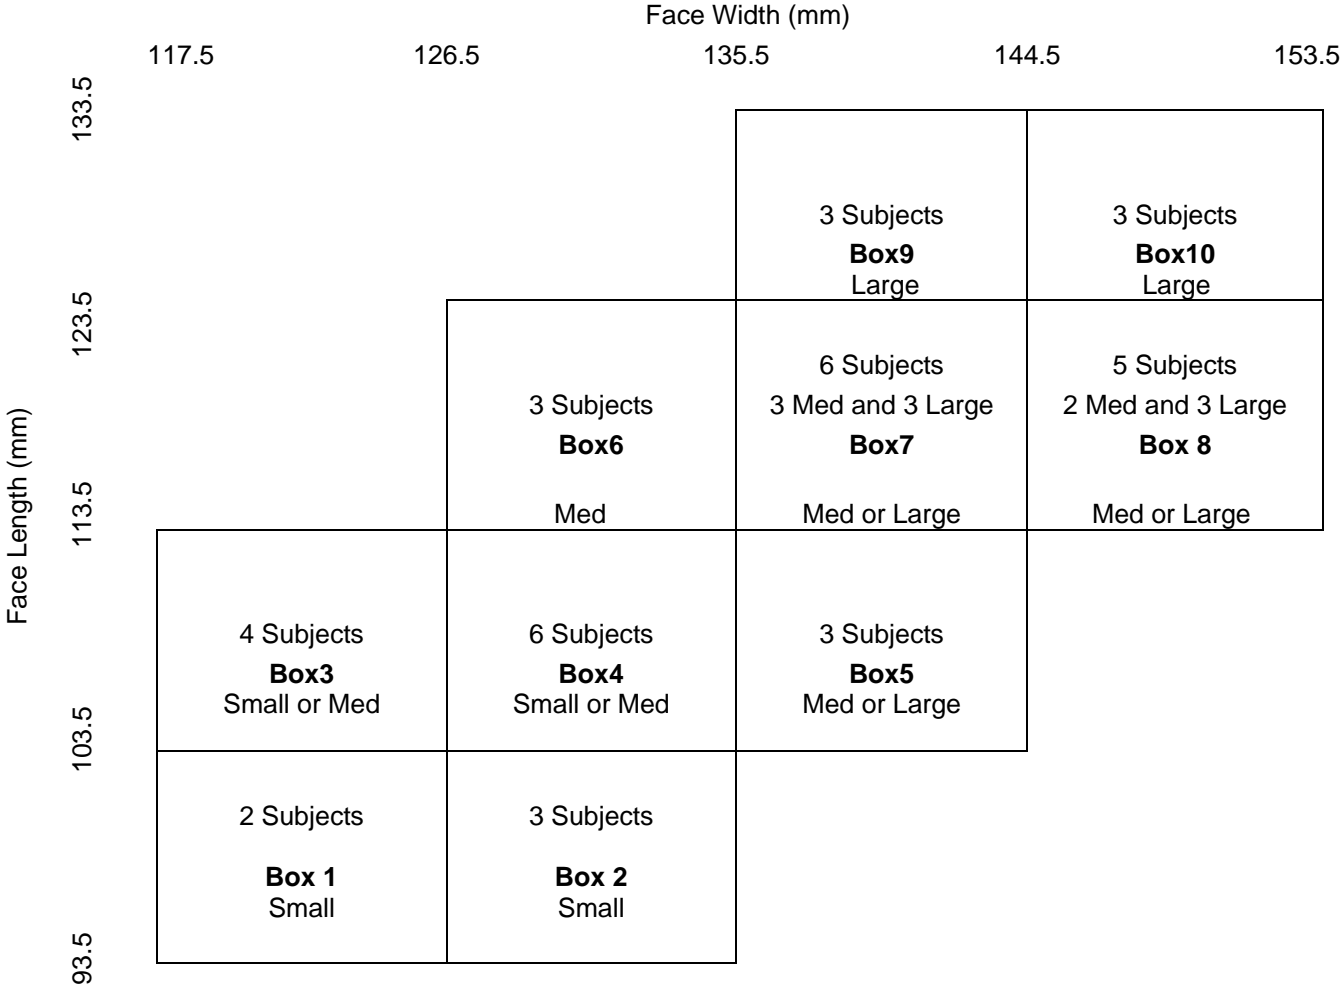 Face Width (mm)
117.5 126.5 135.5 144.5 153.5
133.5
3 Subjects 3 Subjects
Box9 Box10
Large Large
123.5
6 Subjects 5 Subjects
3 Subjects 3 Med and 3 Large 2 Med and 3 Large
Box6 Box7 Box 8
Med Med or Large Med or Large
113.5
Face Length (mm)
4 Subjects 6 Subjects 3 Subjects
Box3 Box4 Box5
Small or Med Small or Med Med or Large
103.5
2 Subjects 3 Subjects
Box 1 Box 2
Small Small
93.5